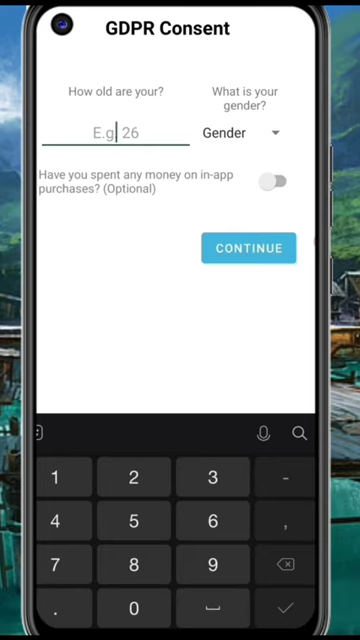 GDPR Consent
How old are your?
What is your
gender?
E.g 26
Gender
Have you spent any money on in-app
purchases? (Optional)
CONTINUE
1 2 3 -
4 5 6 ,
7 8 9
. 0